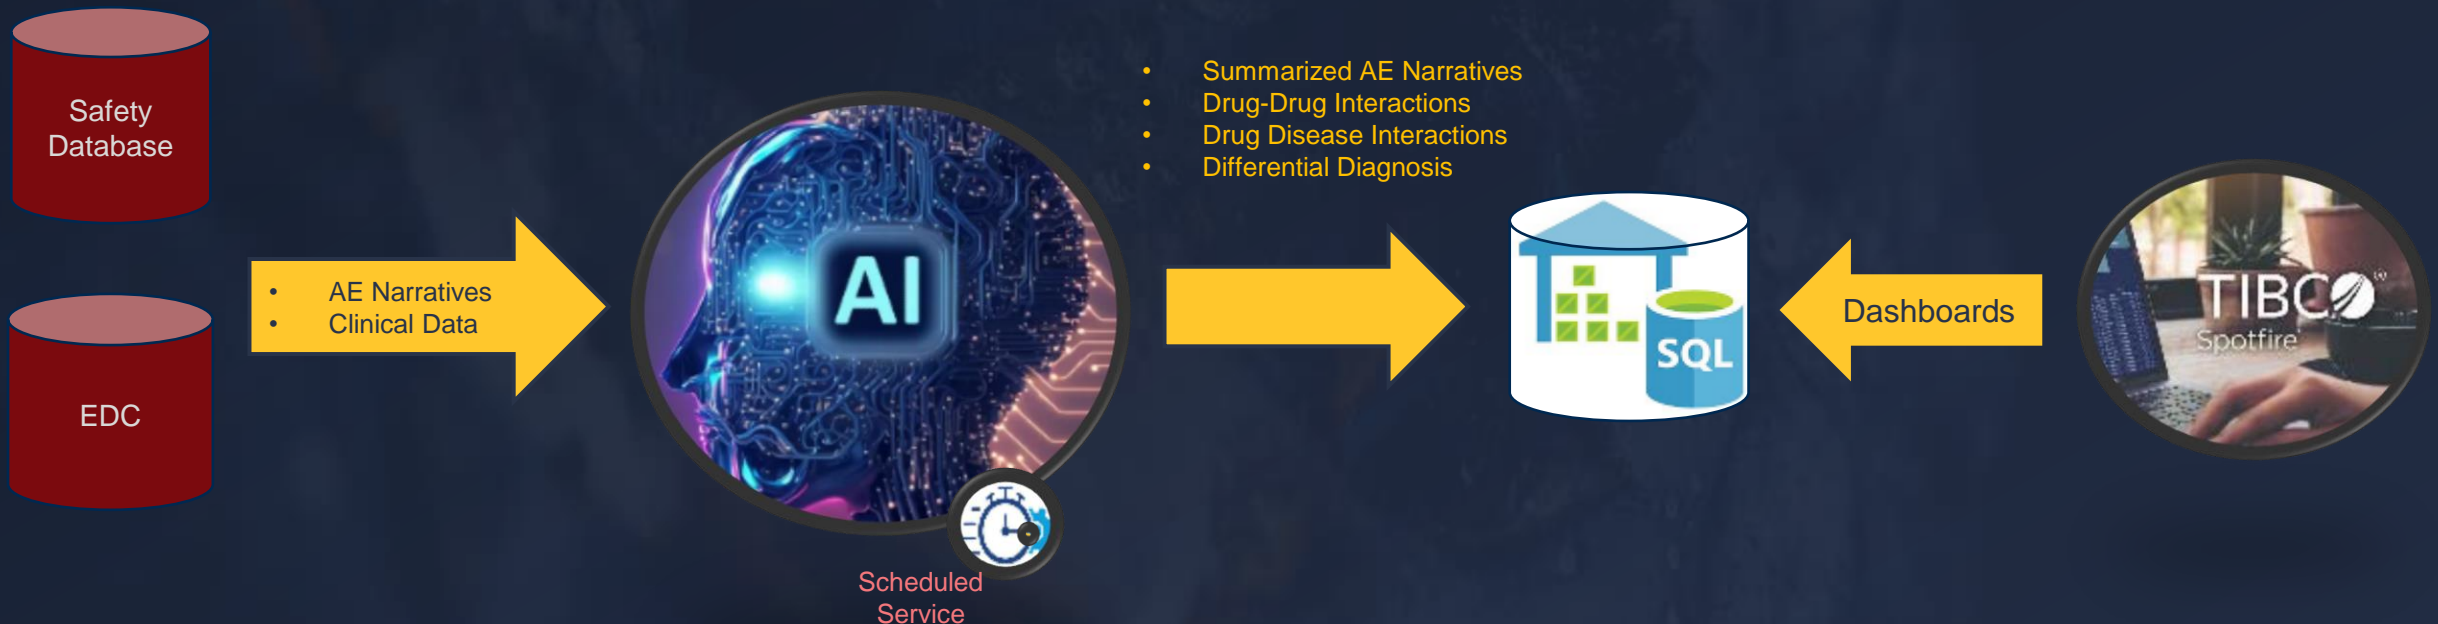 Safety
Database
EDC
• AE Narratives
• Clinical Data
AI
Scheduled
Service
• Summarized AE Narratives
• Drug-Drug Interactions
• Drug Disease Interactions
• Differential Diagnosis
SQL
Dashboards
TIBCO®
Spotfire